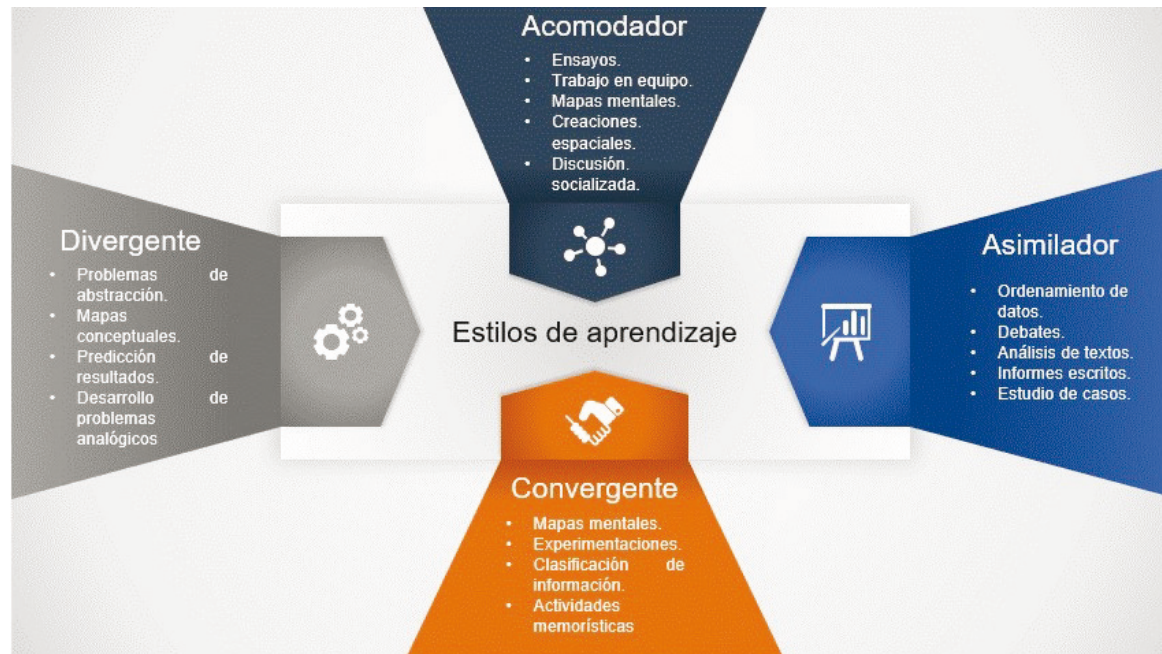 Acomodador
• Ensayos.
• Trabajo en equipo.
• Mapas mentales.
• Creaciones.
espaciales.
• Discusión.
socializada.
Divergente
• Problemas de
abstracción.
• Mapas
conceptuales.
• Predicción de
resultados.
• Desarrollo de
problemas
analógicos
Estilos de aprendizaje
Asimilador
• Ordenamiento de
datos.
• Debates.
• Análisis de textos.
• Informes escritos.
• Estudio de casos.
Convergente
• Mapas mentales.
• Experimentaciones.
• Clasificación de
información.
• Actividades
memorísticas